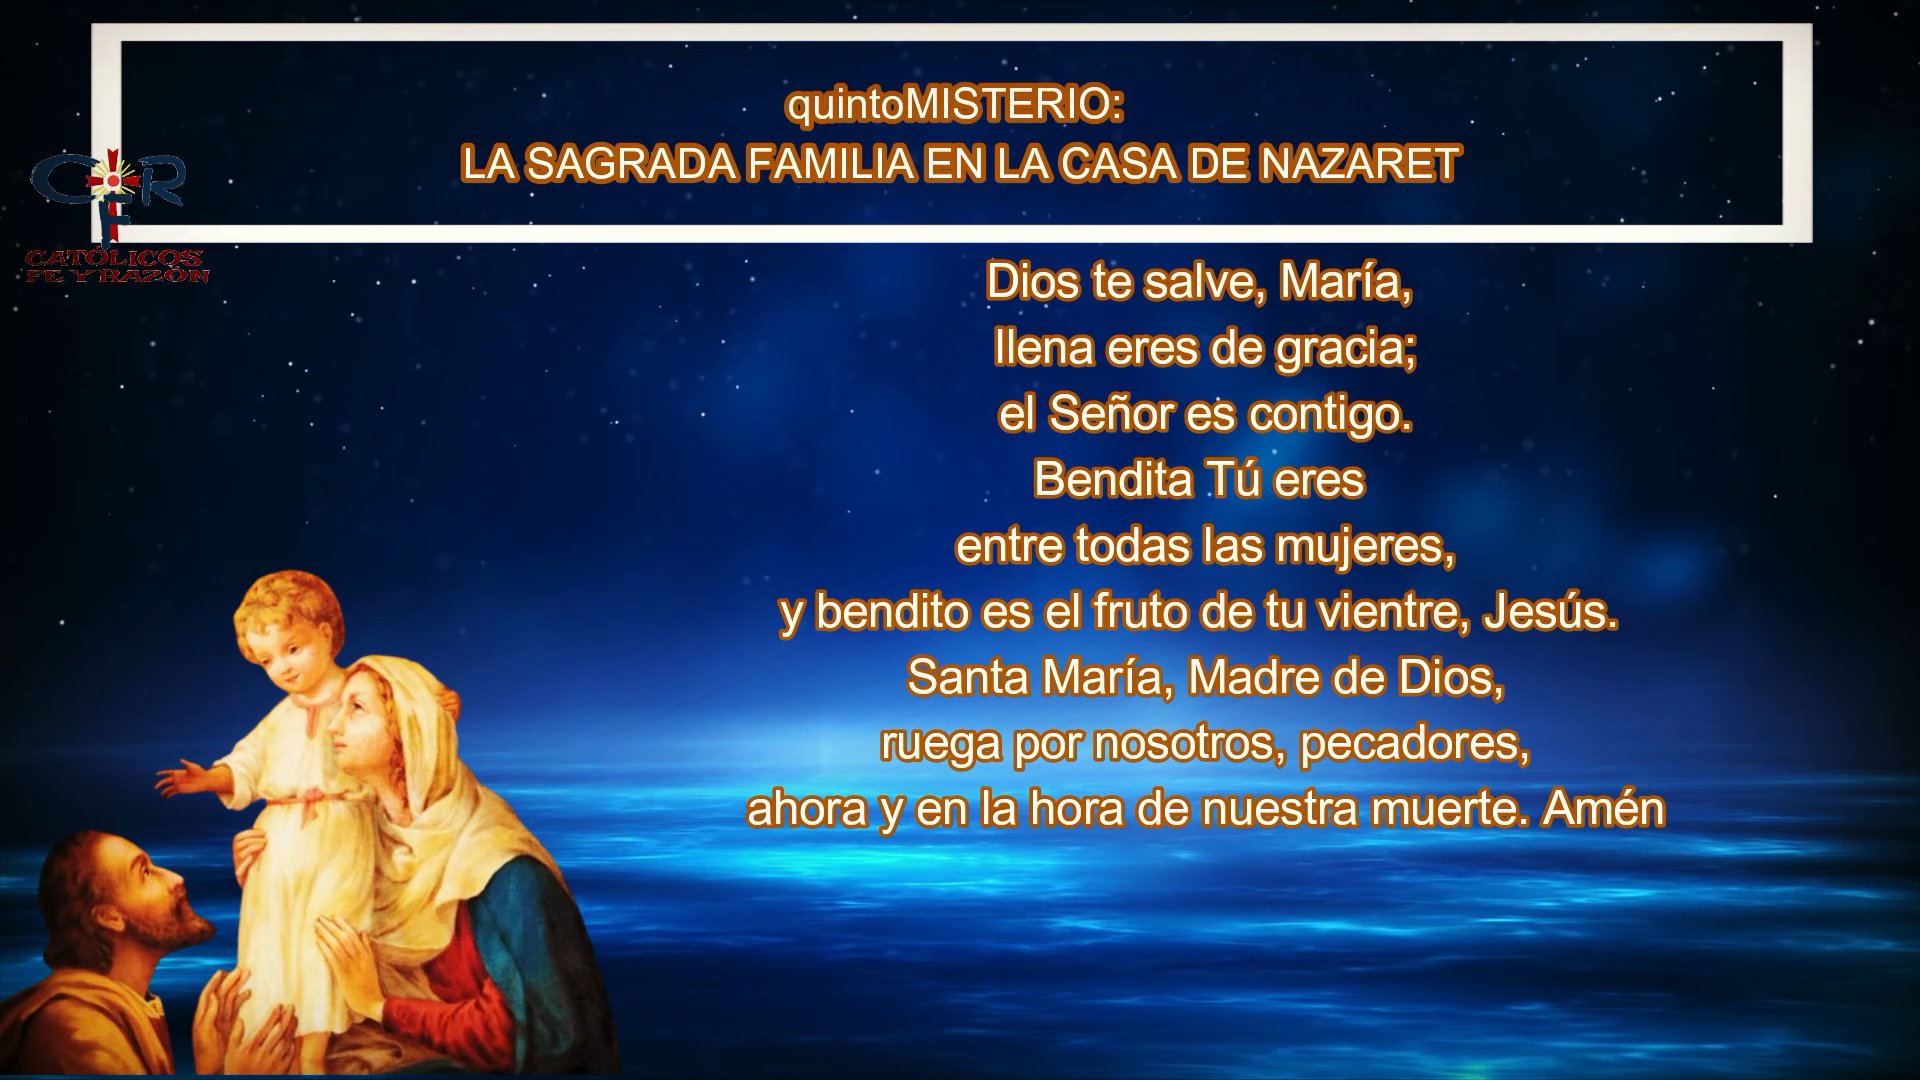 quintoMISTERIO:
LA SAGRADA FAMILIA EN LA CASA DE NAZARET
CFR
CATÓLICOS
FE Y RAZÓN
Dios te salve, María,
llena eres de gracia;
el Señor es contigo.
Bendita Tú eres
entre todas las mujeres,
y bendito es el fruto de tu vientre, Jesús.
Santa María, Madre de Dios,
ruega por nosotros, pecadores,
ahora y en la hora de nuestra muerte. Amén